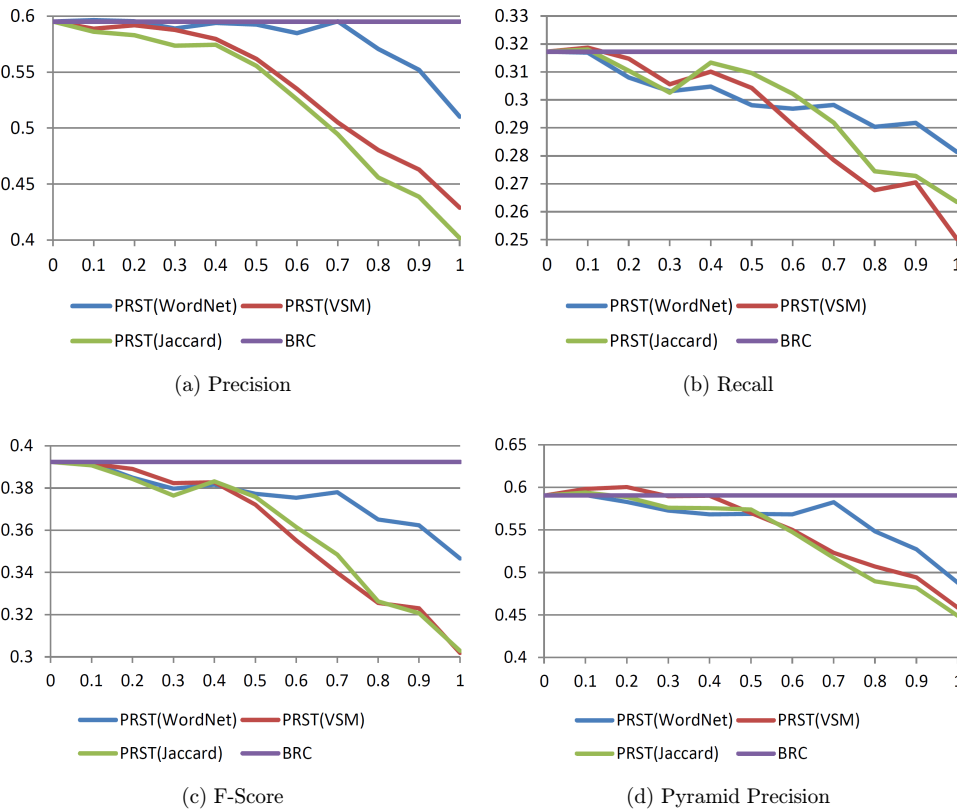 0.6
0.55
0.5
0.45
0.4
0 0.1 0.2 0.3 0.4 0.5 0.6 0.7 0.8 0.9 1
PRST(WordNet) PRST(VSM)
PRST(Jaccard) BRC
(a) Precision
0.33
0.32
0.31
0.3
0.29
0.28
0.27
0.26
0.25
0 0.1 0.2 0.3 0.4 0.5 0.6 0.7 0.8 0.9 1
PRST(WordNet) PRST(VSM)
PRST(Jaccard) BRC
(b) Recall
0.4
0.38
0.36
0.34
0.32
0.3
0 0.1 0.2 0.3 0.4 0.5 0.6 0.7 0.8 0.9 1
PRST(WordNet) PRST(VSM)
PRST(Jaccard) BRC
(c) F-Score
0.65
0.6
0.55
0.5
0.45
0.4
0 0.1 0.2 0.3 0.4 0.5 0.6 0.7 0.8 0.9 1
PRST(WordNet) PRST(VSM)
PRST(Jaccard) BRC
(d) Pyramid Precision